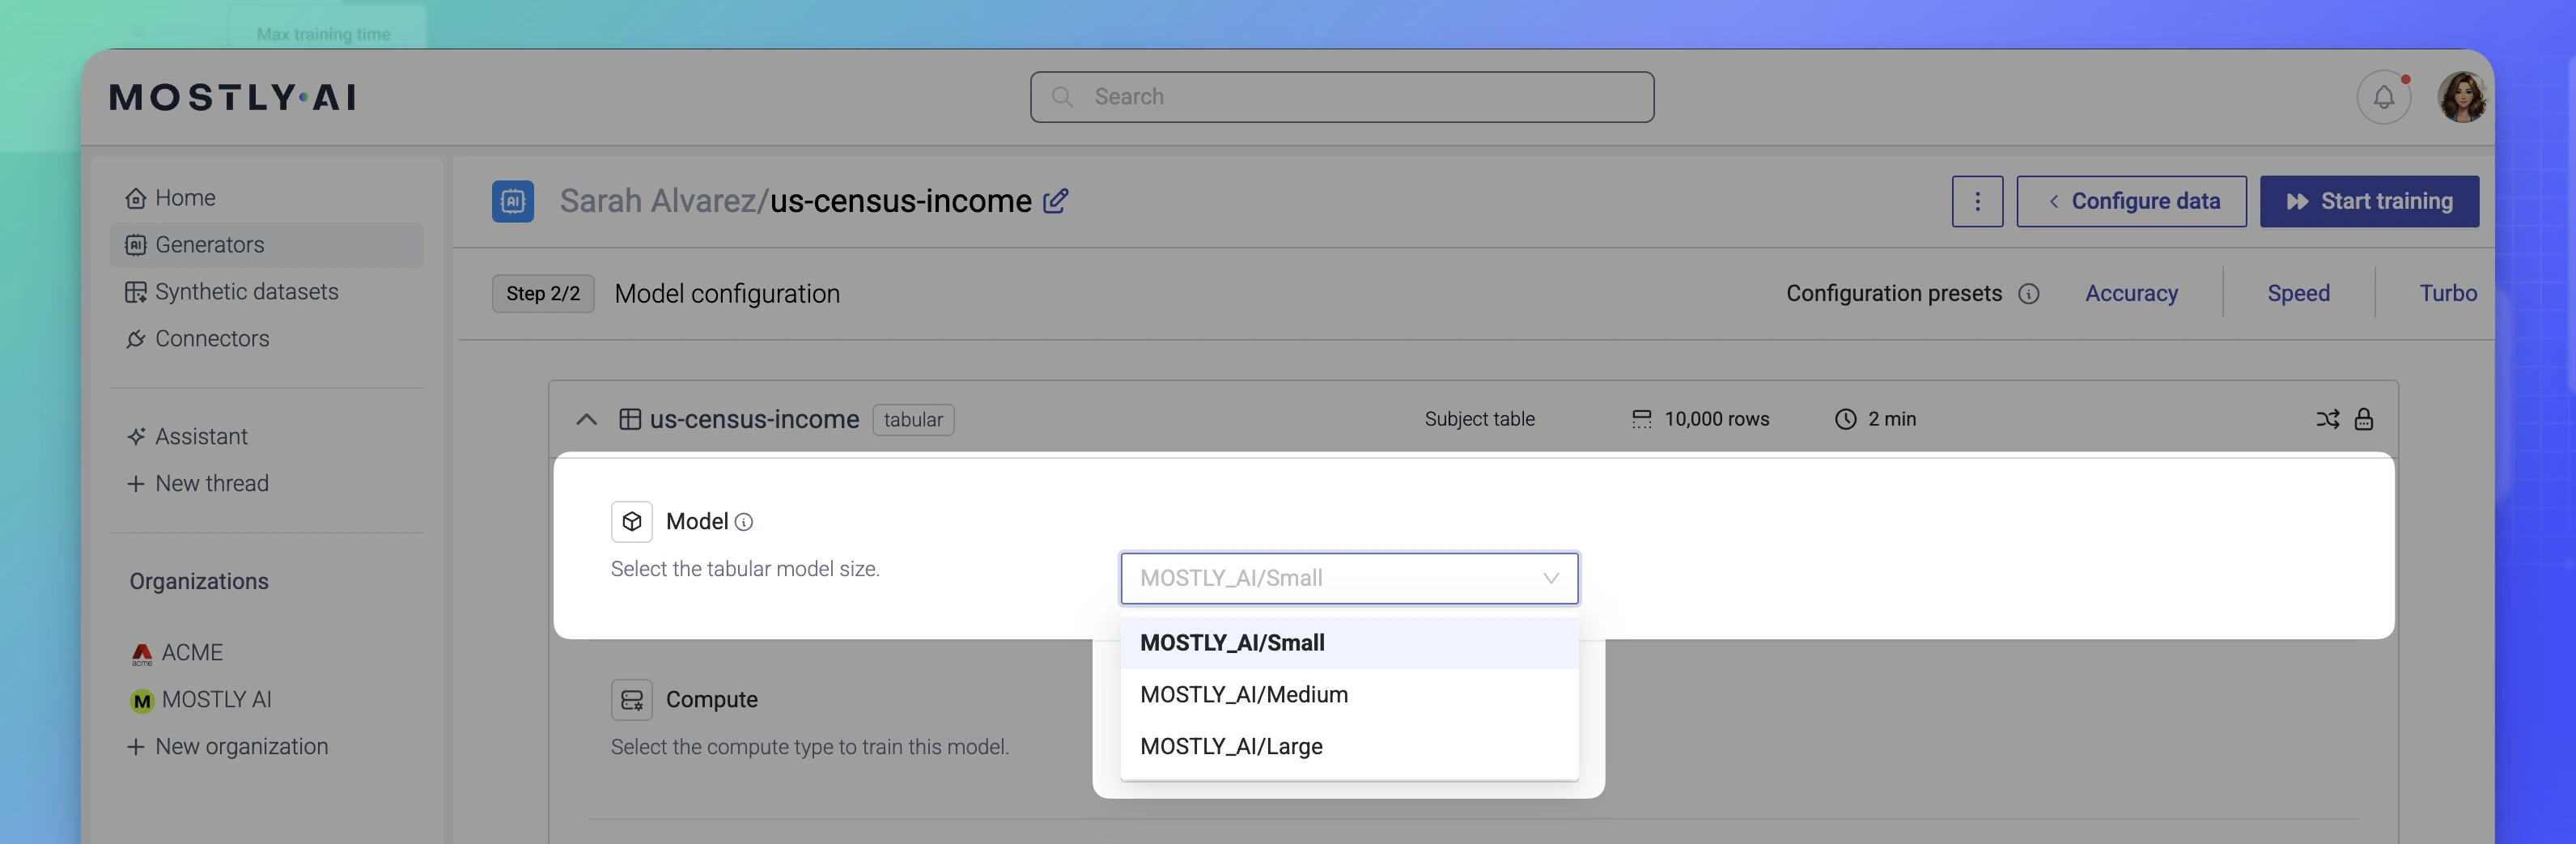 Max training time
MOSTLY AI
Search
Home
Generators
Synthetic datasets
Connectors
Assistant
New thread
Organizations
acme
ACME
M
MOSTLY AI
New organization
AI
Sarah Alvarez/us-census-income
Configure data
Start training
Step 2/2
Model configuration
Configuration presets
Accuracy
Speed
Turbo
us-census-income
tabular
Subject table
10,000 rows
2 min
Model
Select the tabular model size.
MOSTLY_AI/Small
MOSTLY_AI/Small
MOSTLY_AI/Medium
MOSTLY_AI/Large
Compute
Select the compute type to train this model.